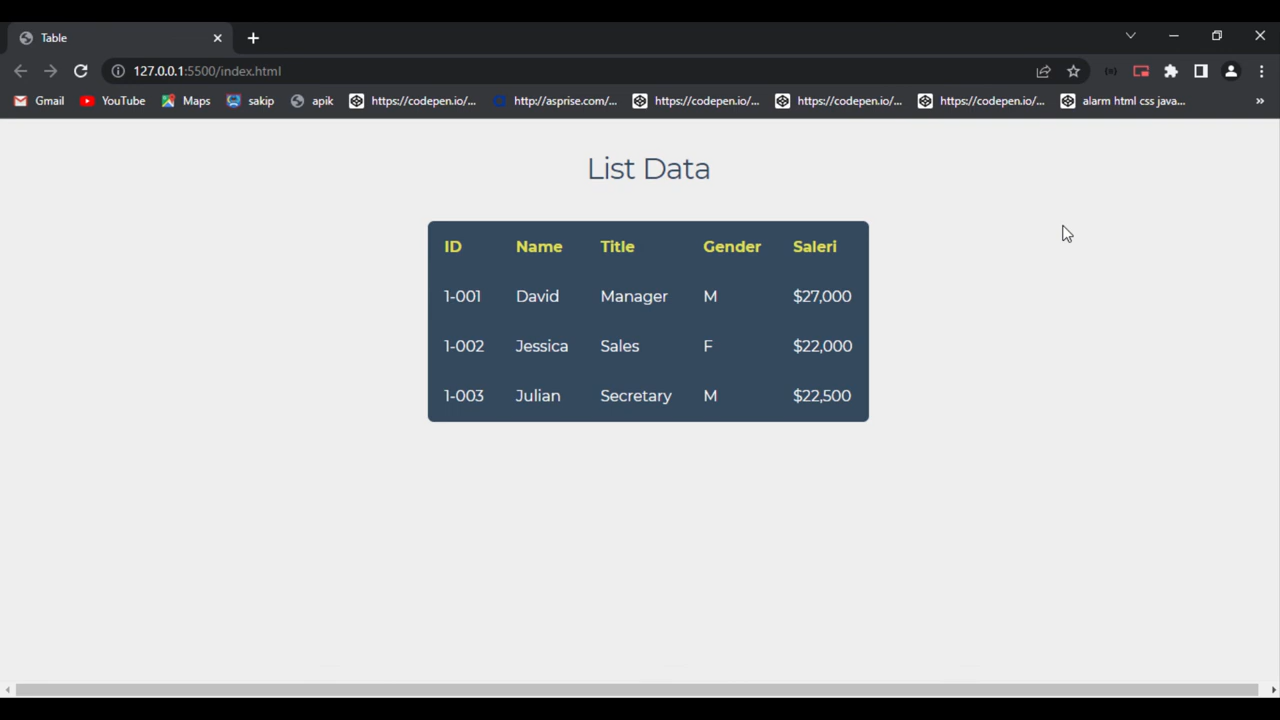 Table
127.0.0.1:5500/index.html
Gmail YouTube Maps sakip apik https://codepen.io/... http://asprise.com/... https://codepen.io/... https://codepen.io/... https://codepen.io/... alarm html css java... »
List Data
ID Name Title Gender Saleri
1-001 David Manager M $27,000
1-002 Jessica Sales F $22,000
1-003 Julian Secretary M $22,500